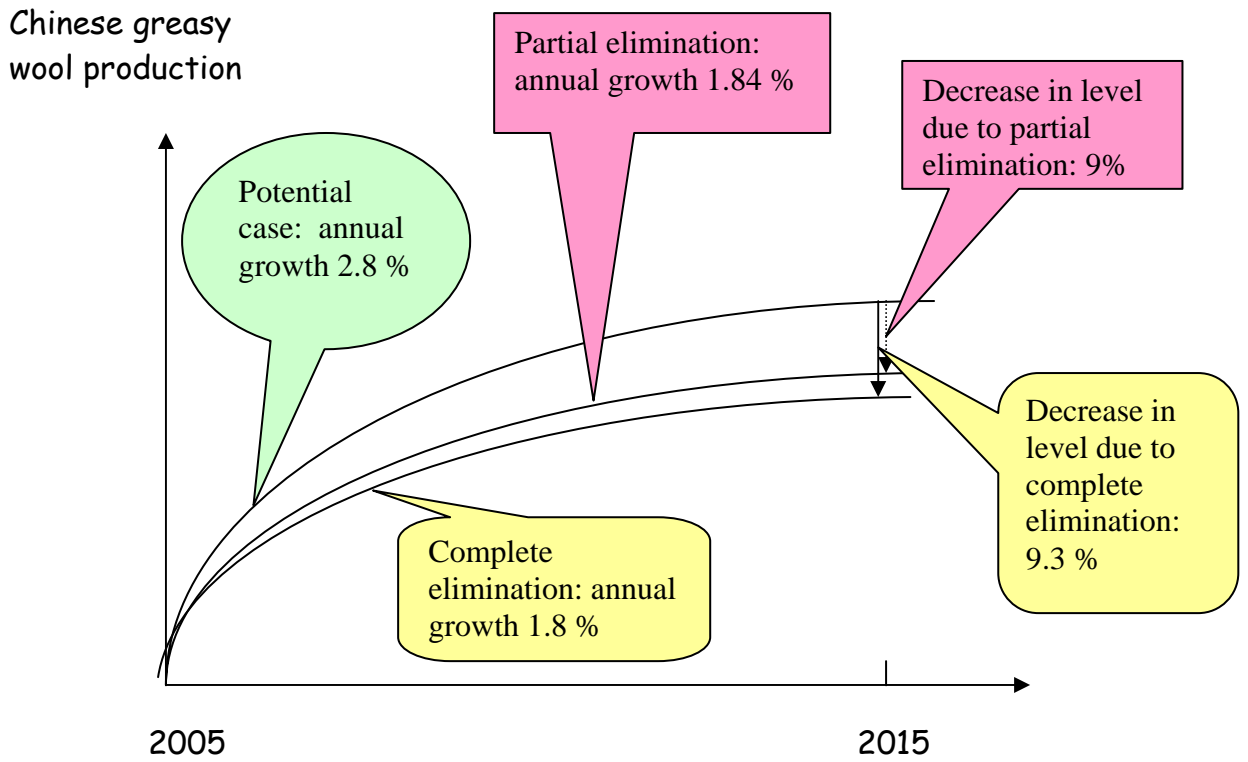 Chinese greasy
wool production
Partial elimination:
annual growth 1.84 %
Decrease in level
due to partial
elimination: 9%
Potential
case:  annual
growth 2.8 %
Decrease in
level due to
complete
elimination:
9.3 %
Complete
elimination: annual
growth 1.8 %
2005
2015